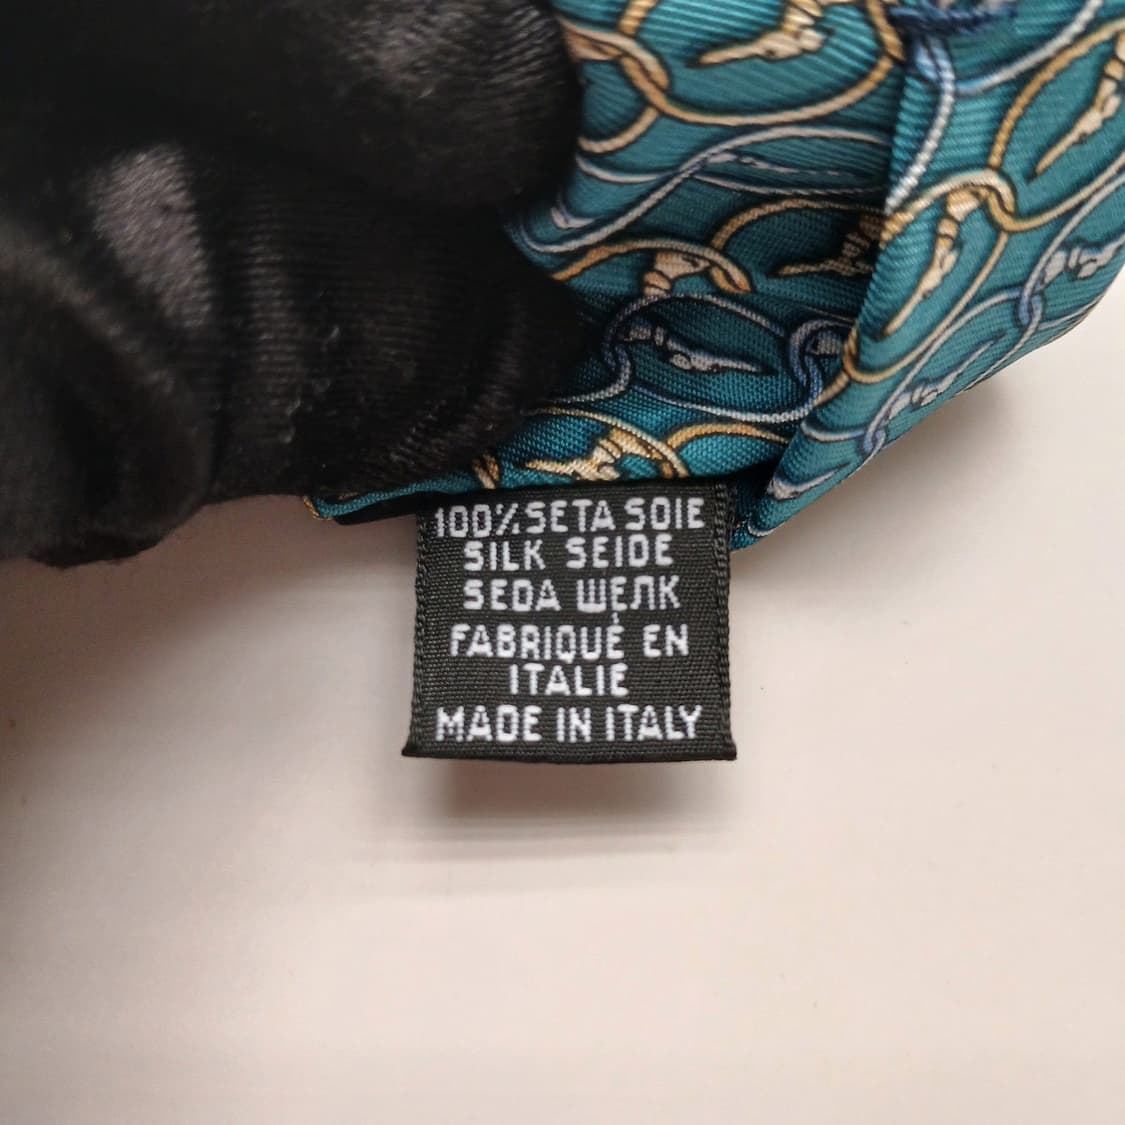 100% SETA SOIE
SILK SEIDE
SEDA ШЕЛК
FABRIQUÉ EN
ITALIE
MADE IN ITALY